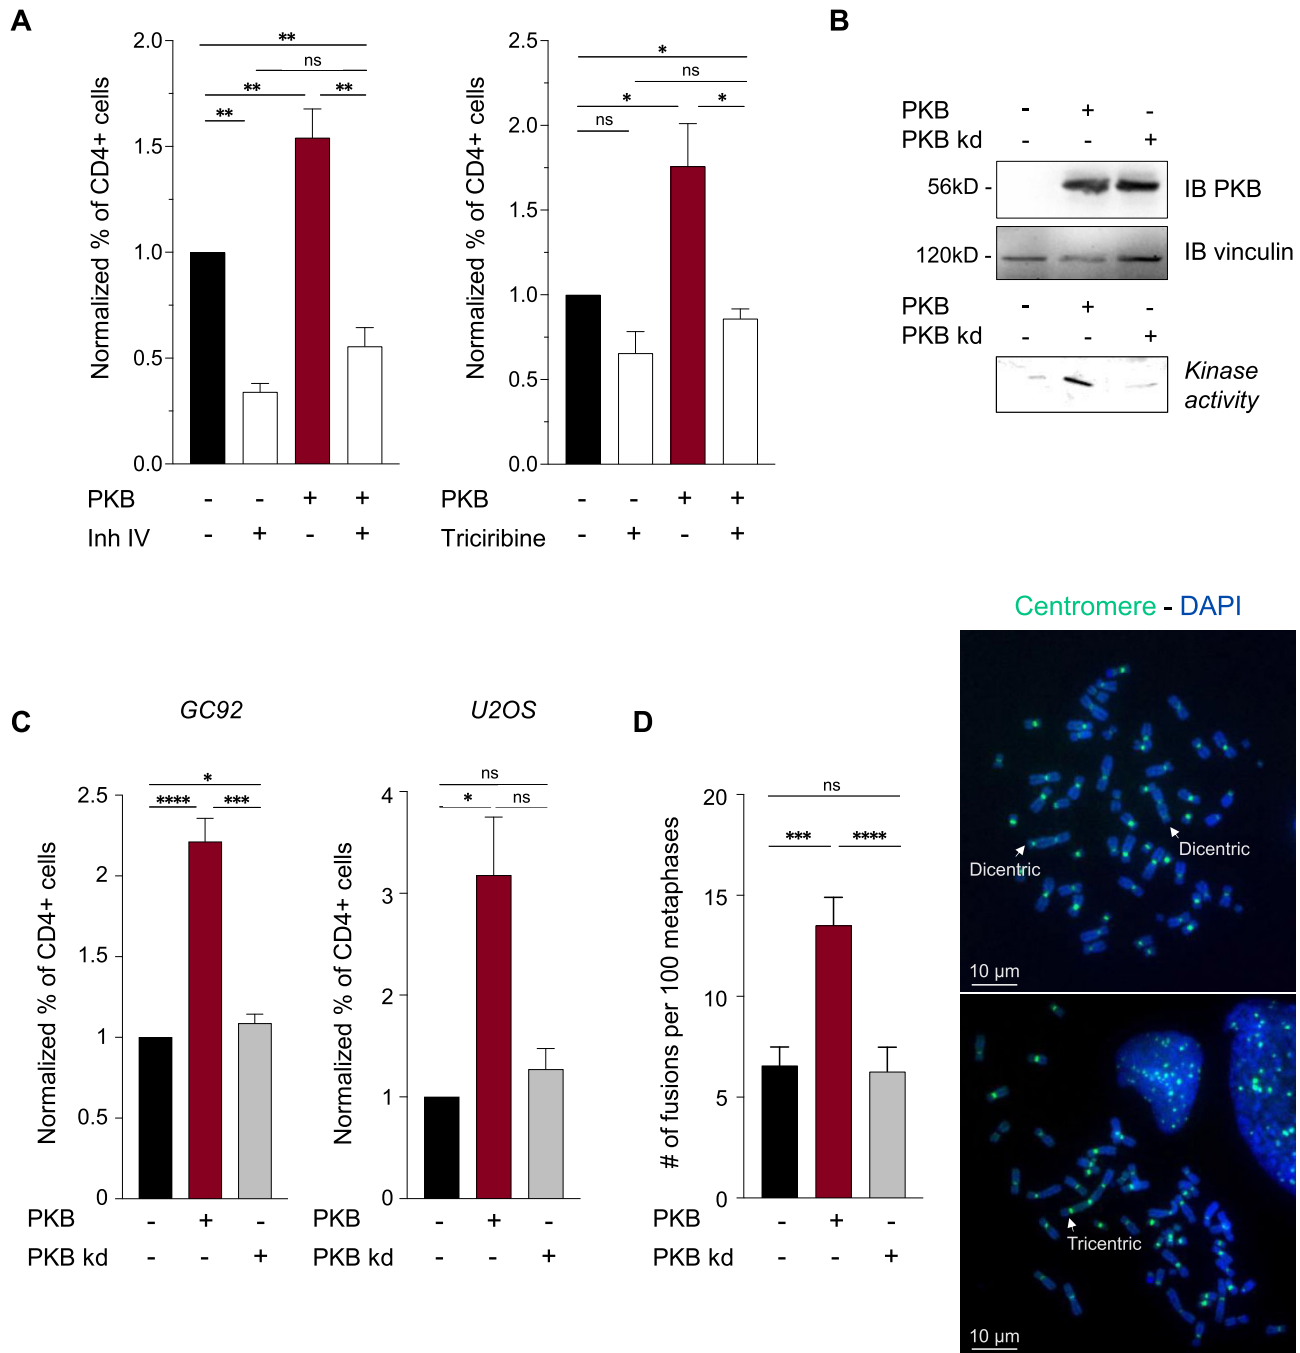 A
Normalized % of CD4+ cells
2.0
1.5
1.0
0.5
0.0
**
ns
** **
**
PKB - - + +
Inh IV - + - +
Normalized % of CD4+ cells
2.5
2.0
1.5
1.0
0.5
0.0
*
ns
* *
ns
PKB - - + +
Triciribine - + - +
B
PKB - + -
PKB kd - - +
56kD - IB PKB
120kD - IB vinculin
PKB - + -
PKB kd - - +
Kinase
activity
C
GC92
Normalized % of CD4+ cells
2.5
2
1.5
1
0.5
0
*
**** ***
PKB - + -
PKB kd - - +
U2OS
Normalized % of CD4+ cells
4
3
2
1
0
ns
* ns
PKB - + -
PKB kd - - +
D
# of fusions per 100 metaphases
20
15
10
5
0
ns
*** ****
PKB - + -
PKB kd - - +
Centromere - DAPI
Dicentric
Dicentric
10 µm
Tricentric
10 µm